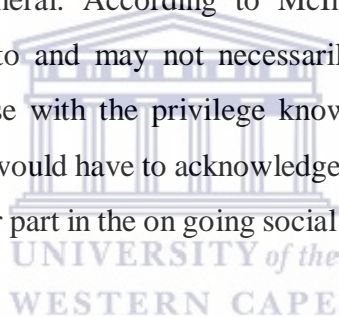 neral. According to McI
to and may not necessaril
se with the privilege know
would have to acknowledge
r part in the on going social
UNIVERSITY of the
WESTERN CAPE